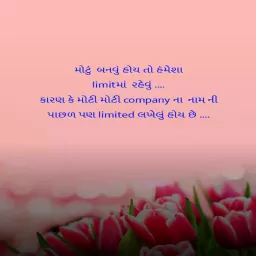 મોટું બનવું હોય તો હંમેશા
limitમાં રહેવું ....
કારણ કે મોટી મોટી company ના નામ ની
પાછળ પણ limited લખેલું હોય છે ....